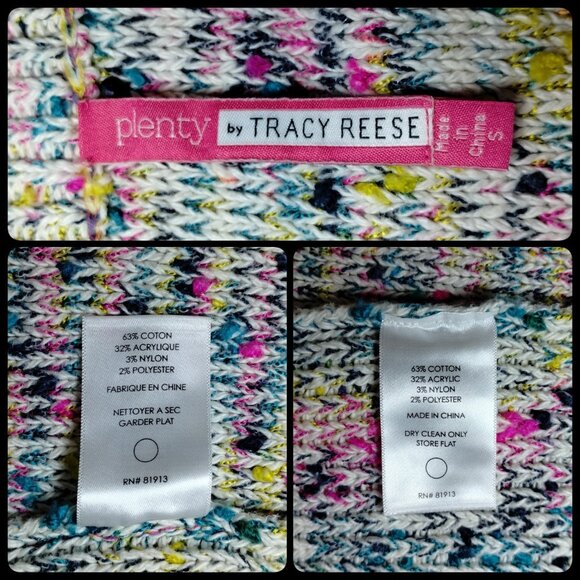 plenty by TRACY REESE
Made
in
China
S
63% COTON
32% ACRYLIQUE
3% NYLON
2% POLYESTER
FABRIQUE EN CHINE
NETTOYER A SEC
GARDER PLAT
RN# 81913
63% COTTON
32% ACRYLIC
3% NYLON
2% POLYESTER
MADE IN CHINA
DRY CLEAN ONLY
STORE FLAT
RN# 81913